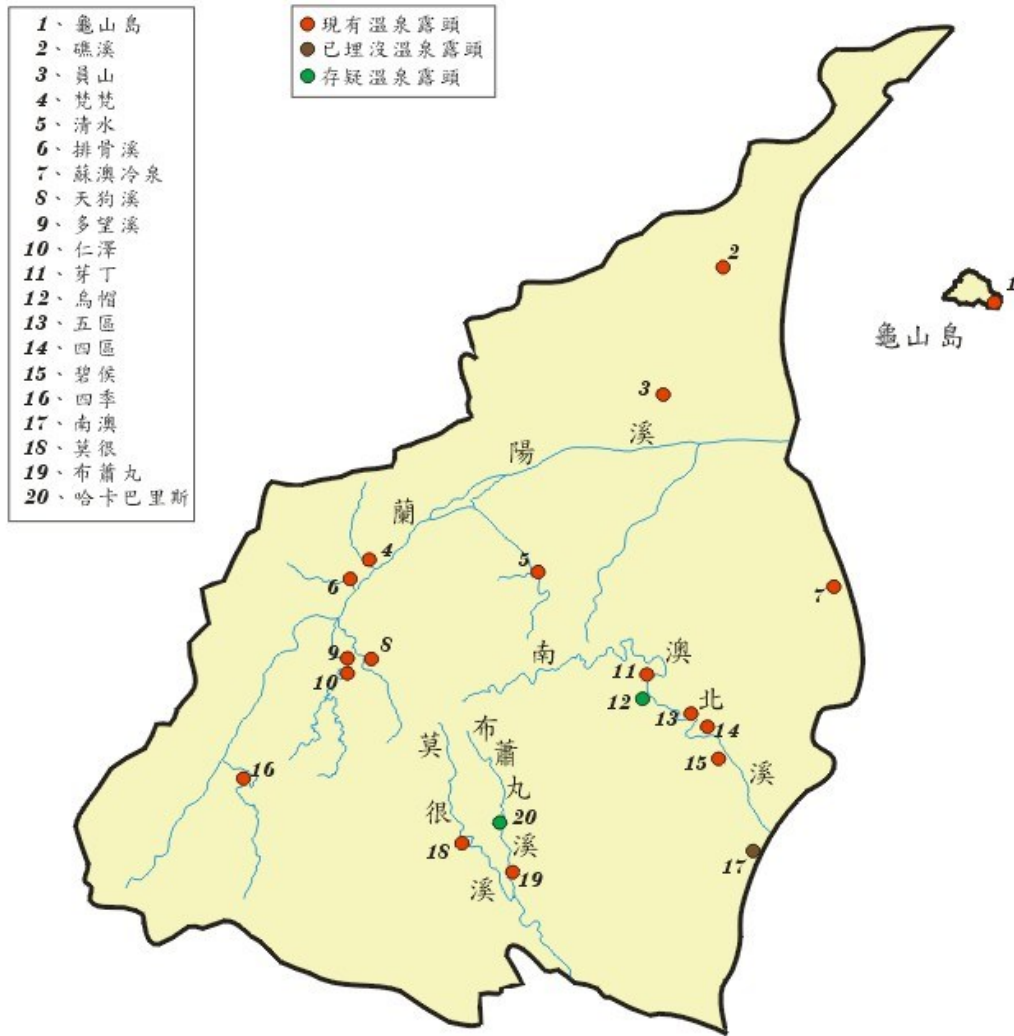 1、龜山島
2、礁溪
3、員山
4、梵梵
5、清水
6、排骨溪
7、蘇澳冷泉
8、天狗溪
9、多望溪
10、仁澤
11、芽丁
12、烏帽
13、五區
14、四區
15、碧候
16、四季
17、南澳
18、莫很
19、布蕭丸
20、哈卡巴里斯
現有溫泉露頭
已埋沒溫泉露頭
存疑溫泉露頭
2
1
龜山島
3
蘭陽溪
4
5
6
7
南澳北溪
8
9
10
11
12
13
14
15
莫很溪
布蕭丸溪
16
20
18
19
17